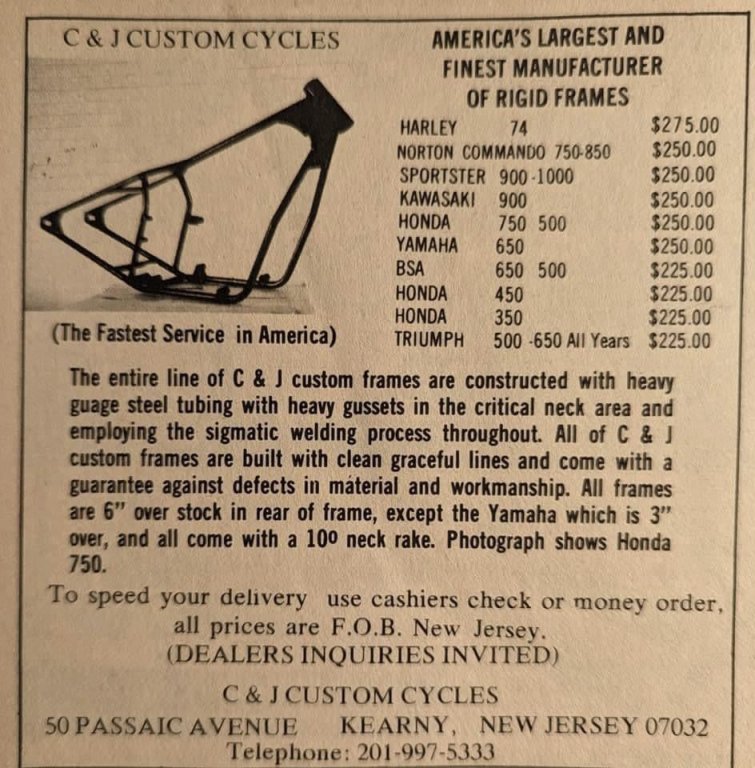 C & J CUSTOM CYCLES
AMERICA'S LARGEST AND
FINEST MANUFACTURER
OF RIGID FRAMES
HARLEY 74 $275.00
NORTON COMMANDO 750-850 $250.00
SPORTSTER 900-1000 $250.00
KAWASAKI 900 $250.00
HONDA 750 500 $250.00
YAMAHA 650 $250.00
BSA 650 500 $225.00
HONDA 450 $225.00
HONDA 350 $225.00
TRIUMPH 500 -650 All Years $225.00
(The Fastest Service in America)
The entire line of C & J custom frames are constructed with heavy
guage steel tubing with heavy gussets in the critical neck area and
employing the sigmatic welding process throughout. All of C & J
custom frames are built with clean graceful lines and come with a
guarantee against defects in material and workmanship. All frames
are 6" over stock in rear of frame, except the Yamaha which is 3"
over, and all come with a 10º neck rake. Photograph shows Honda
750.
To speed your delivery use cashiers check or money order,
all prices are F.O.B. New Jersey.
(DEALERS INQUIRIES INVITED)
C & J CUSTOM CYCLES
50 PASSAIC AVENUE KEARNY, NEW JERSEY 07032
Telephone: 201-997-5333